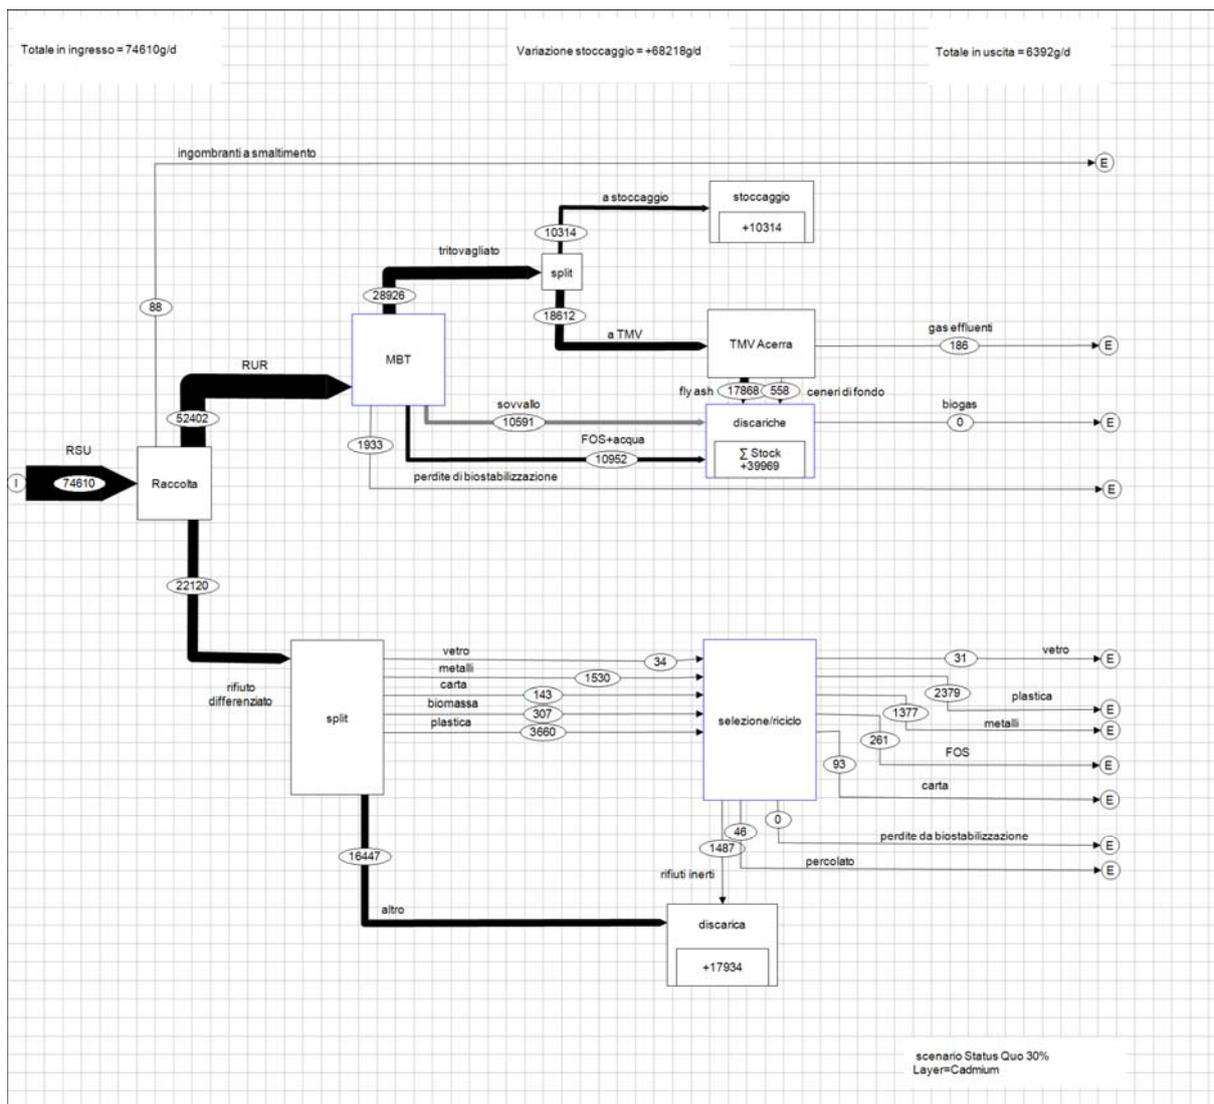 Totale in ingresso = 74610g/d
Variazione stoccaggio = +68218g/d
Totale in uscita = 6392g/d
ingombranti a smaltimento
E
a stoccaggio
stoccaggio
+10314
10314
tritovagliato
split
28926
88
18612
a TMV
TMV Acerra
gas effluenti
186
E
MBT
RUR
fly ash
17868
558
ceneri di fondo
sovvallo
10591
discariche
biogas
0
E
52402
1933
FOS+acqua
10952
∑ Stock
+39969
RSU
perdite di biostabilizzazione
E
I
74610
Raccolta
22120
rifiuto
differenziato
split
vetro
34
metalli
1530
carta
143
biomassa
307
plastica
3660
selezione/riciclo
31
vetro
E
2379
plastica
E
1377
metalli
E
261
FOS
E
93
carta
E
0
perdite da biostabilizzazione
E
46
percolato
E
1487
rifiuti inerti
16447
altro
discarica
+17934
scenario Status Quo 30%
Layer=Cadmium